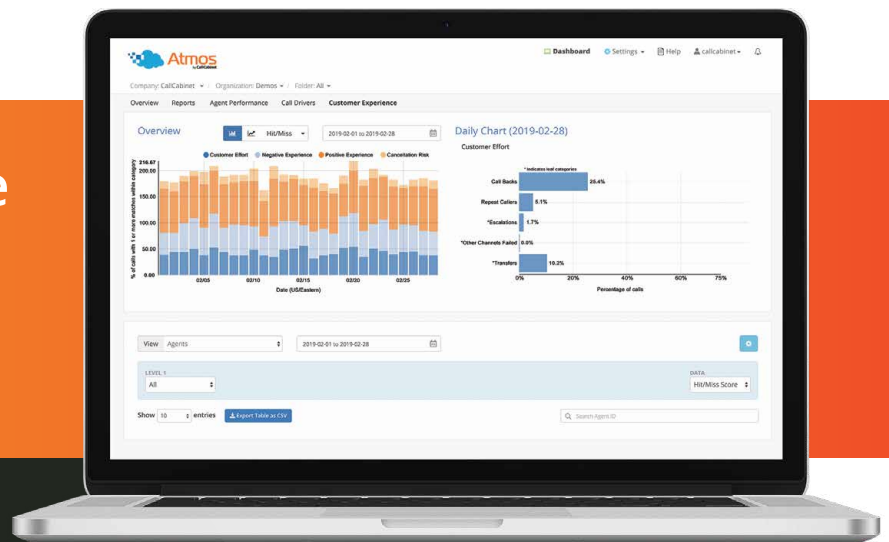 Atmos
by CallCabinet
Dashboard Settings Help callcabinet
Company: CallCabinet / Organization: Demos / Folder: All
Overview Reports Agent Performance Call Drivers Customer Experience
Overview
Hit/Miss
2019-02-01 to 2019-02-28
Customer Effort Negative Experience Positive Experience Cancellation Risk
% of calls with 1 or more matches within category
216.67
200.00
150.00
100.00
50.00
0.00
02/05 02/10 02/15 02/20 02/25
Date (US/Eastern)
Daily Chart (2019-02-28)
Customer Effort
* Indicates leaf categories
Call Backs 25.4%
Repeat Callers 5.1%
*Escalations 1.7%
*Other Channels Failed 0.0%
*Transfers 10.2%
0% 20% 40% 60% 75%
Percentage of calls
View Agents
2019-02-01 to 2019-02-28
LEVEL 1
All
DATA
Hit/Miss Score
Show 10 entries
Export Table as CSV
Search Agent ID
e